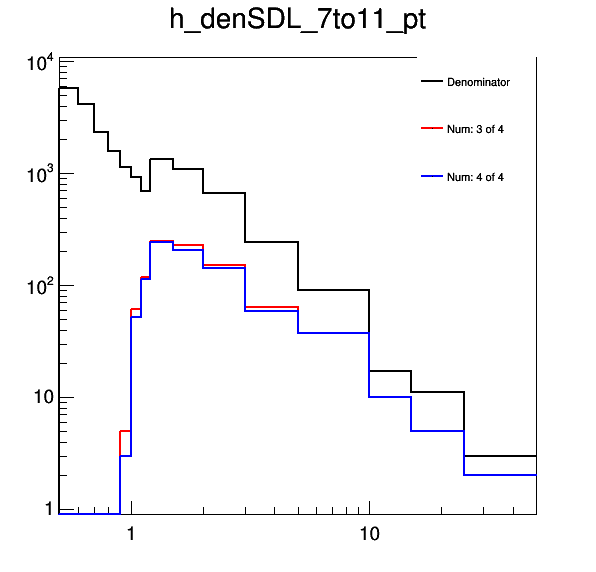 h_denSDL_7to11_pt
10^4
Denominator
Num: 3 of 4
10^3
Num: 4 of 4
10^2
10
1
1
10